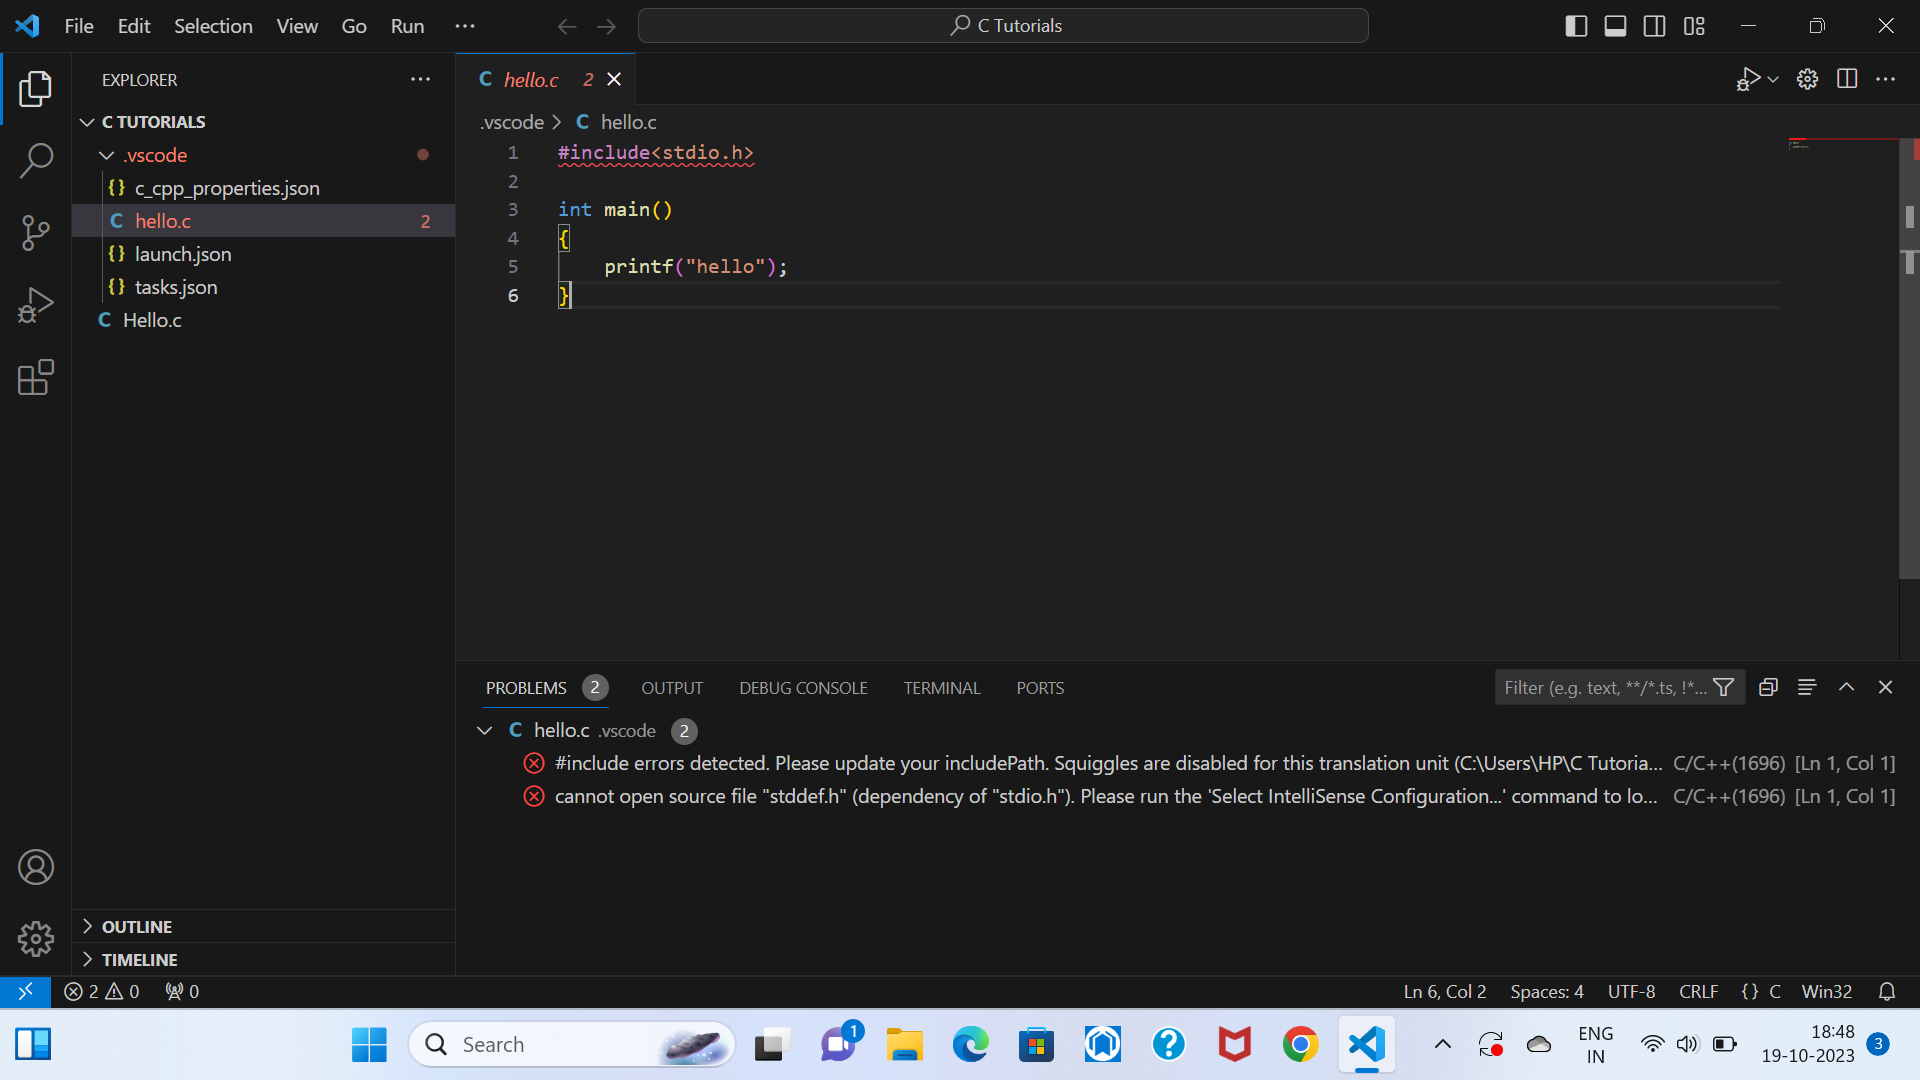 File Edit Selection View Go Run ... C Tutorials
EXPLORER ...
C TUTORIALS
.vscode
{} c_cpp_properties.json
C hello.c 2
{} launch.json
{} tasks.json
C Hello.c
OUTLINE
TIMELINE
C hello.c 2
.vscode > C hello.c
1 #include<stdio.h>
2
3 int main()
4 {
5 printf("hello");
6 }
PROBLEMS 2 OUTPUT DEBUG CONSOLE TERMINAL PORTS Filter (e.g. text, **/*.ts, !*...
C hello.c .vscode 2
#include errors detected. Please update your includePath. Squiggles are disabled for this translation unit (C:\Users\HP\C Tutoria... C/C++(1696) [Ln 1, Col 1]
cannot open source file "stddef.h" (dependency of "stdio.h"). Please run the 'Select IntelliSense Configuration...' command to lo... C/C++(1696) [Ln 1, Col 1]
2 0 0 Ln 6, Col 2 Spaces: 4 UTF-8 CRLF {} C Win32
Search 1 ? ENG 18:48
IN 19-10-2023 3